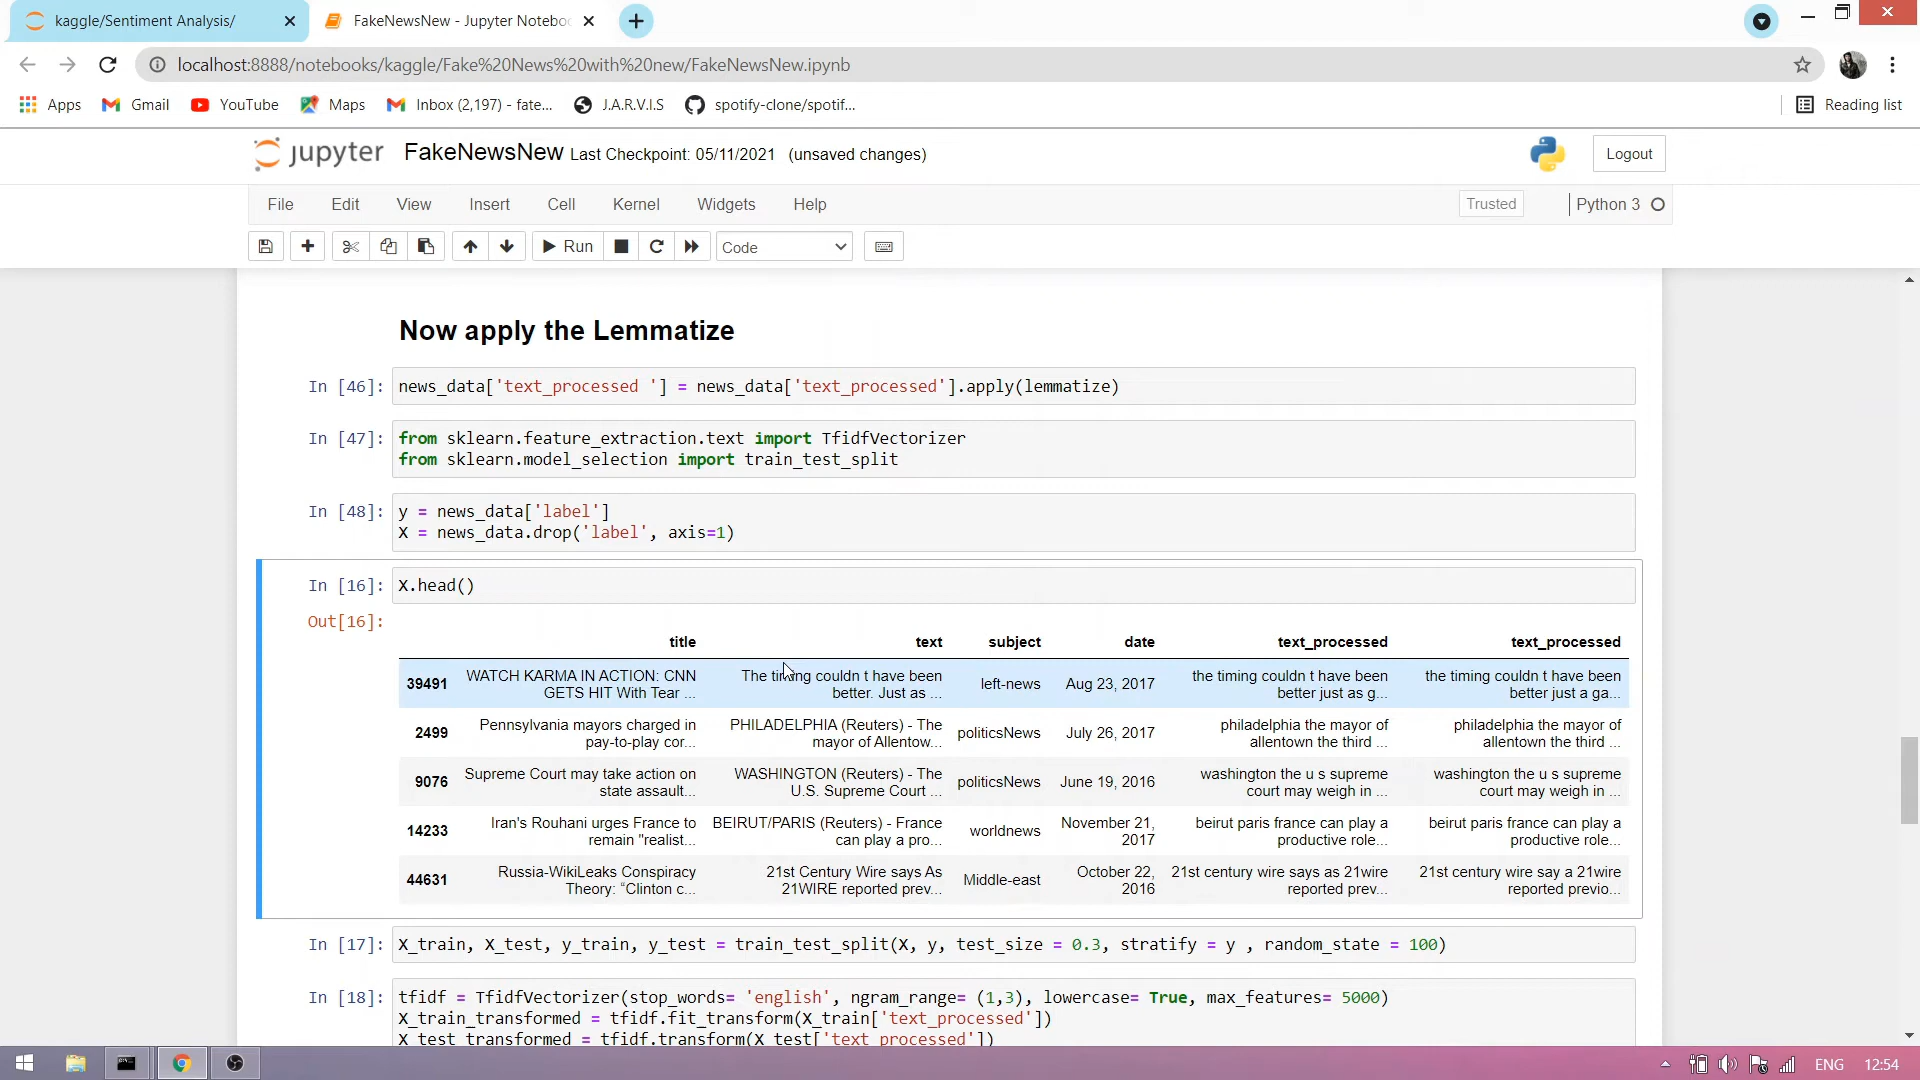 kaggle/Sentiment Analysis/
FakeNewsNew - Jupyter Notebo
localhost:8888/notebooks/kaggle/Fake%20News%20with%20new/FakeNewsNew.ipynb
Apps Gmail YouTube Maps Inbox (2,197) - fate... J.A.R.V.I.S spotify-clone/spotif... Reading list
jupyter FakeNewsNew Last Checkpoint: 05/11/2021 (unsaved changes) Logout
File Edit View Insert Cell Kernel Widgets Help Trusted Python 3
Run Code
Now apply the Lemmatize
In [46]: news_data['text_processed '] = news_data['text_processed'].apply(lemmatize)
In [47]: from sklearn.feature_extraction.text import TfidfVectorizer
from sklearn.model_selection import train_test_split
In [48]: y = news_data['label']
X = news_data.drop('label', axis=1)
In [16]: X.head()
Out[16]:
title text subject date text_processed text_processed
39491 WATCH KARMA IN ACTION: CNN The timing couldn t have been left-news Aug 23, 2017 the timing couldn t have been the timing couldn t have been
GETS HIT With Tear ... better. Just as ... better just as g... better just a ga...
2499 Pennsylvania mayors charged in PHILADELPHIA (Reuters) - The politicsNews July 26, 2017 philadelphia the mayor of philadelphia the mayor of
pay-to-play cor... mayor of Allentow... allentown the third ... allentown the third ...
9076 Supreme Court may take action on WASHINGTON (Reuters) - The politicsNews June 19, 2016 washington the u s supreme washington the u s supreme
state assault... U.S. Supreme Court ... court may weigh in ... court may weigh in ...
14233 Iran's Rouhani urges France to BEIRUT/PARIS (Reuters) - France worldnews November 21, beirut paris france can play a beirut paris france can play a
remain "realist... can play a pro... 2017 productive role... productive role...
44631 Russia-WikiLeaks Conspiracy 21st Century Wire says As Middle-east October 22, 21st century wire says as 21wire 21st century wire say a 21wire
Theory: “Clinton c... 21WIRE reported prev... 2016 reported prev... reported previo...
In [17]: X_train, X_test, y_train, y_test = train_test_split(X, y, test_size = 0.3, stratify = y , random_state = 100)
In [18]: tfidf = TfidfVectorizer(stop_words= 'english', ngram_range= (1,3), lowercase= True, max_features= 5000)
X_train_transformed = tfidf.fit_transform(X_train['text_processed'])
X_test_transformed = tfidf.transform(X_test['text_processed'])
ENG 12:54